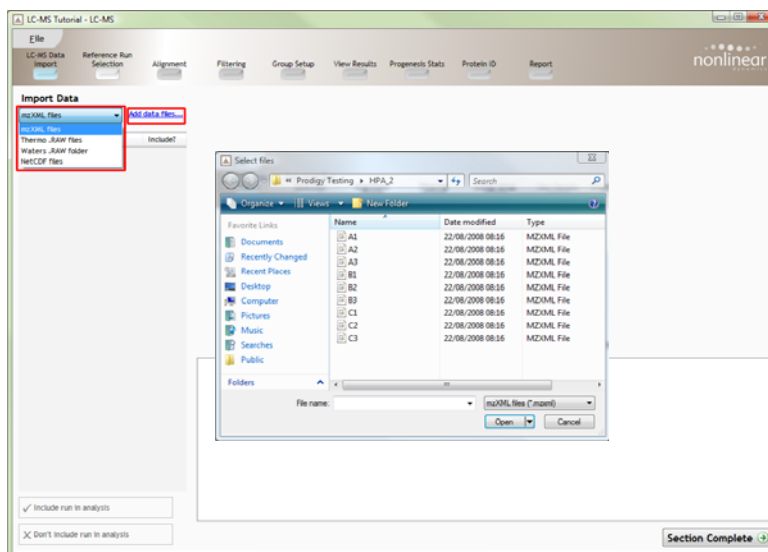 LC-MS Tutorial - LC-MS
File
LC-MS Data Import
Reference Run Selection
Alignment
Filtering
Group Setup
View Results
Progenesis Stats
Protein ID
Report
nonlinear
dynamics
Import Data
mzXML files
Add data files...
mzXML files
Thermo .RAW files
Waters .RAW folder
NetCDF files
Include?
Select files
Prodigy Testing HPA_2
Search
Organize Views New Folder
Favorite Links
Documents
Recently Changed
Recent Places
Desktop
Computer
Pictures
Music
Searches
Public
Folders
Name Date modified Type
A1 22/08/2008 08:16 MZXML File
A2 22/08/2008 08:16 MZXML File
A3 22/08/2008 08:16 MZXML File
B1 22/08/2008 08:16 MZXML File
B2 22/08/2008 08:16 MZXML File
B3 22/08/2008 08:16 MZXML File
C1 22/08/2008 08:16 MZXML File
C2 22/08/2008 08:16 MZXML File
C3 22/08/2008 08:16 MZXML File
File name:
mzXML files (*.mzxml)
Open Cancel
Include run in analysis
Don't include run in analysis
Section Complete